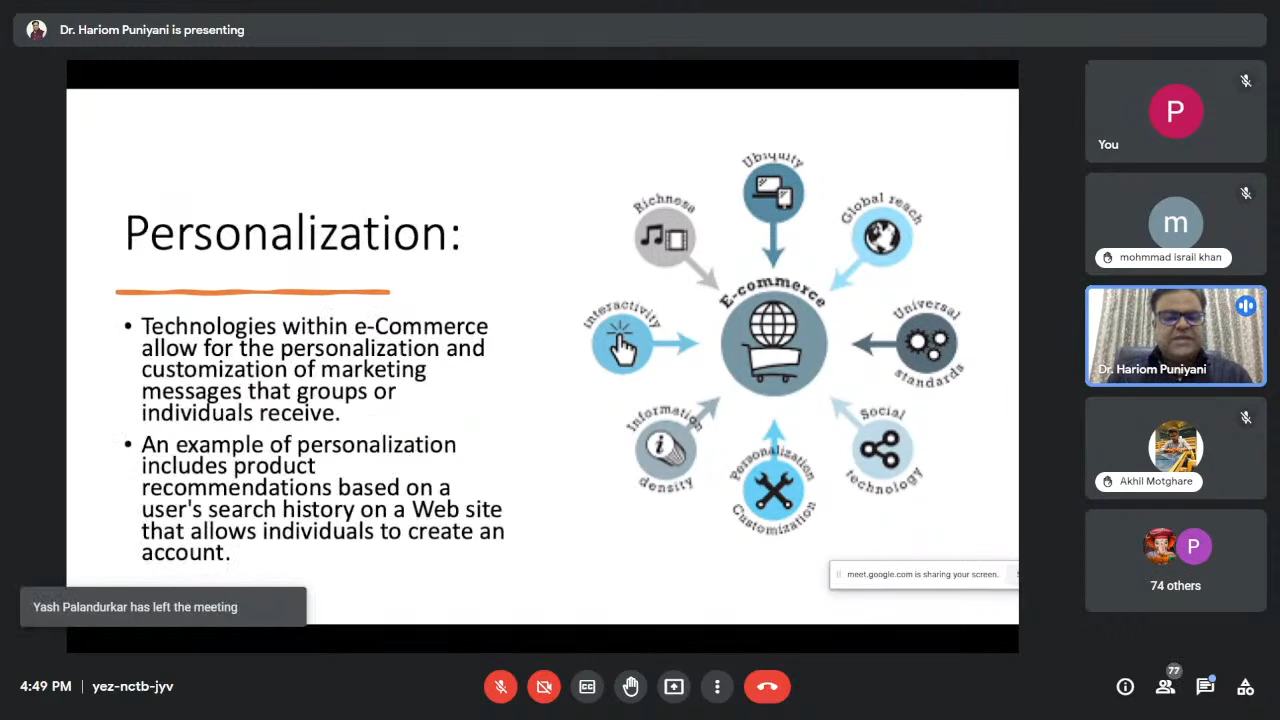 Dr. Hariom Puniyani is presenting
Personalization:
• Technologies within e-Commerce
allow for the personalization and
customization of marketing
messages that groups or
individuals receive.
• An example of personalization
includes product
recommendations based on a
user's search history on a Web site
that allows individuals to create an
account.
Ubiquity
Richness
Global reach
E-commerce
Interactivity
Universal
standards
Information
density
Social
technology
Personalization
Customization
i
meet.google.com is sharing your screen.
Yash Palandurkar has left the meeting
P
You
m
mohmmad israil khan
Dr. Hariom Puniyani
Akhil Motghare
P
74 others
4:49 PM | yez-nctb-jyv
CC
77